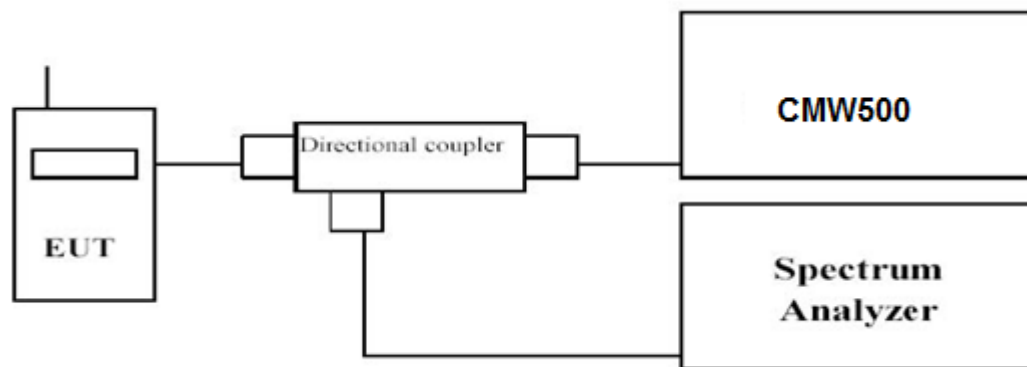 CMW500
Directional coupler
EUT
Spectrum
Analyzer